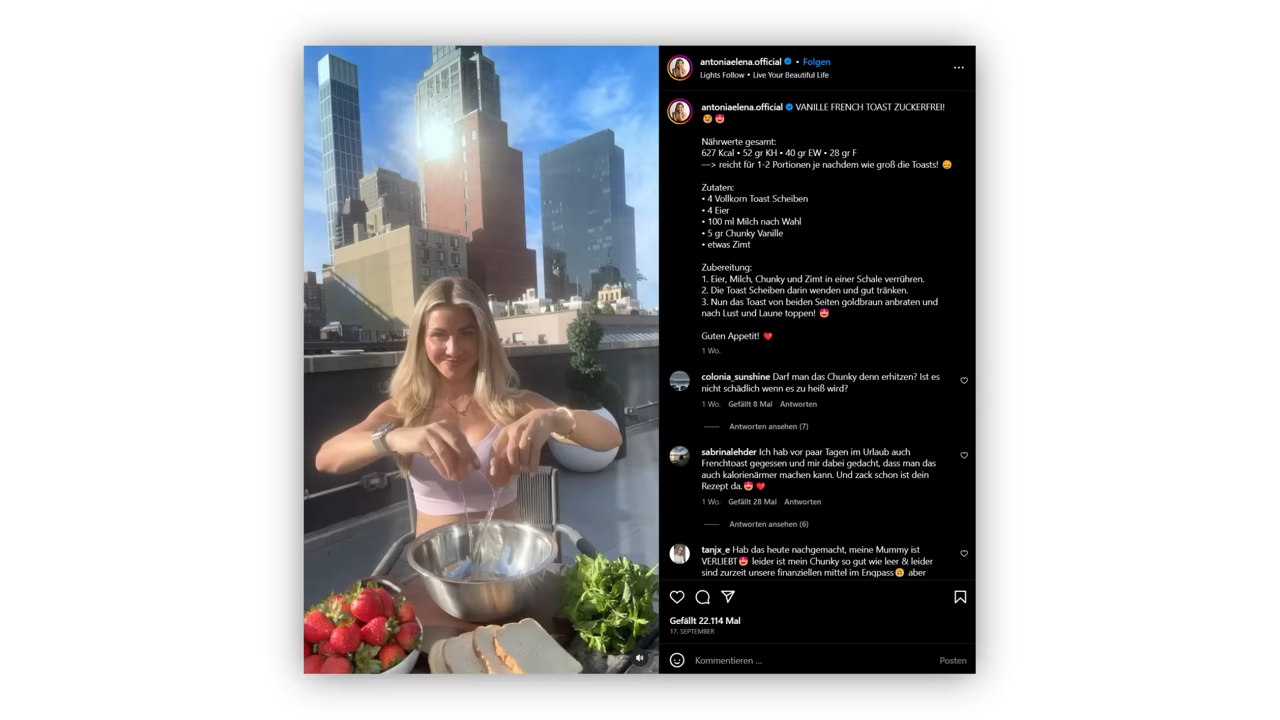 antoniaelena.official • Folgen
Lights Follow • Live Your Beautiful Life
antoniaelena.official VANILLE FRENCH TOAST ZUCKERFREI!
Nährwerte gesamt:
627 Kcal • 52 gr KH • 40 gr EW • 28 gr F
—> reicht für 1-2 Portionen je nachdem wie groß die Toasts! 😊
Zutaten:
• 4 Vollkorn Toast Scheiben
• 4 Eier
• 100 ml Milch nach Wahl
• 5 gr Chunky Vanille
• etwas Zimt
Zubereitung:
1. Eier, Milch, Chunky und Zimt in einer Schale verrühren.
2. Die Toast Scheiben darin wenden und gut tränken.
3. Nun das Toast von beiden Seiten goldbraun anbraten und
nach Lust und Laune toppen! 🤩
Guten Appetit! ❤️
1 Wo.
colonia_sunshine Darf man das Chunky denn erhitzen? Ist es
nicht schädlich wenn es zu heiß wird?
1 Wo. Gefällt 8 Mal Antworten
Antworten ansehen (7)
sabrinalehder Ich hab vor paar Tagen im Urlaub auch
Frenchtoast gegessen und mir dabei gedacht, dass man das
auch kalorienärmer machen kann. Und zack schon ist dein
Rezept da.😍❤️
1 Wo. Gefällt 28 Mal Antworten
Antworten ansehen (6)
tanjx_e Hab das heute nachgemacht, meine Mummy ist
VERLIEBT😍 leider ist mein Chunky so gut wie leer & leider
sind zurzeit unsere finanziellen mittel im Engpass🙃 aber
Gefällt 22.114 Mal
17. SEPTEMBER
Kommentieren ...
Posten